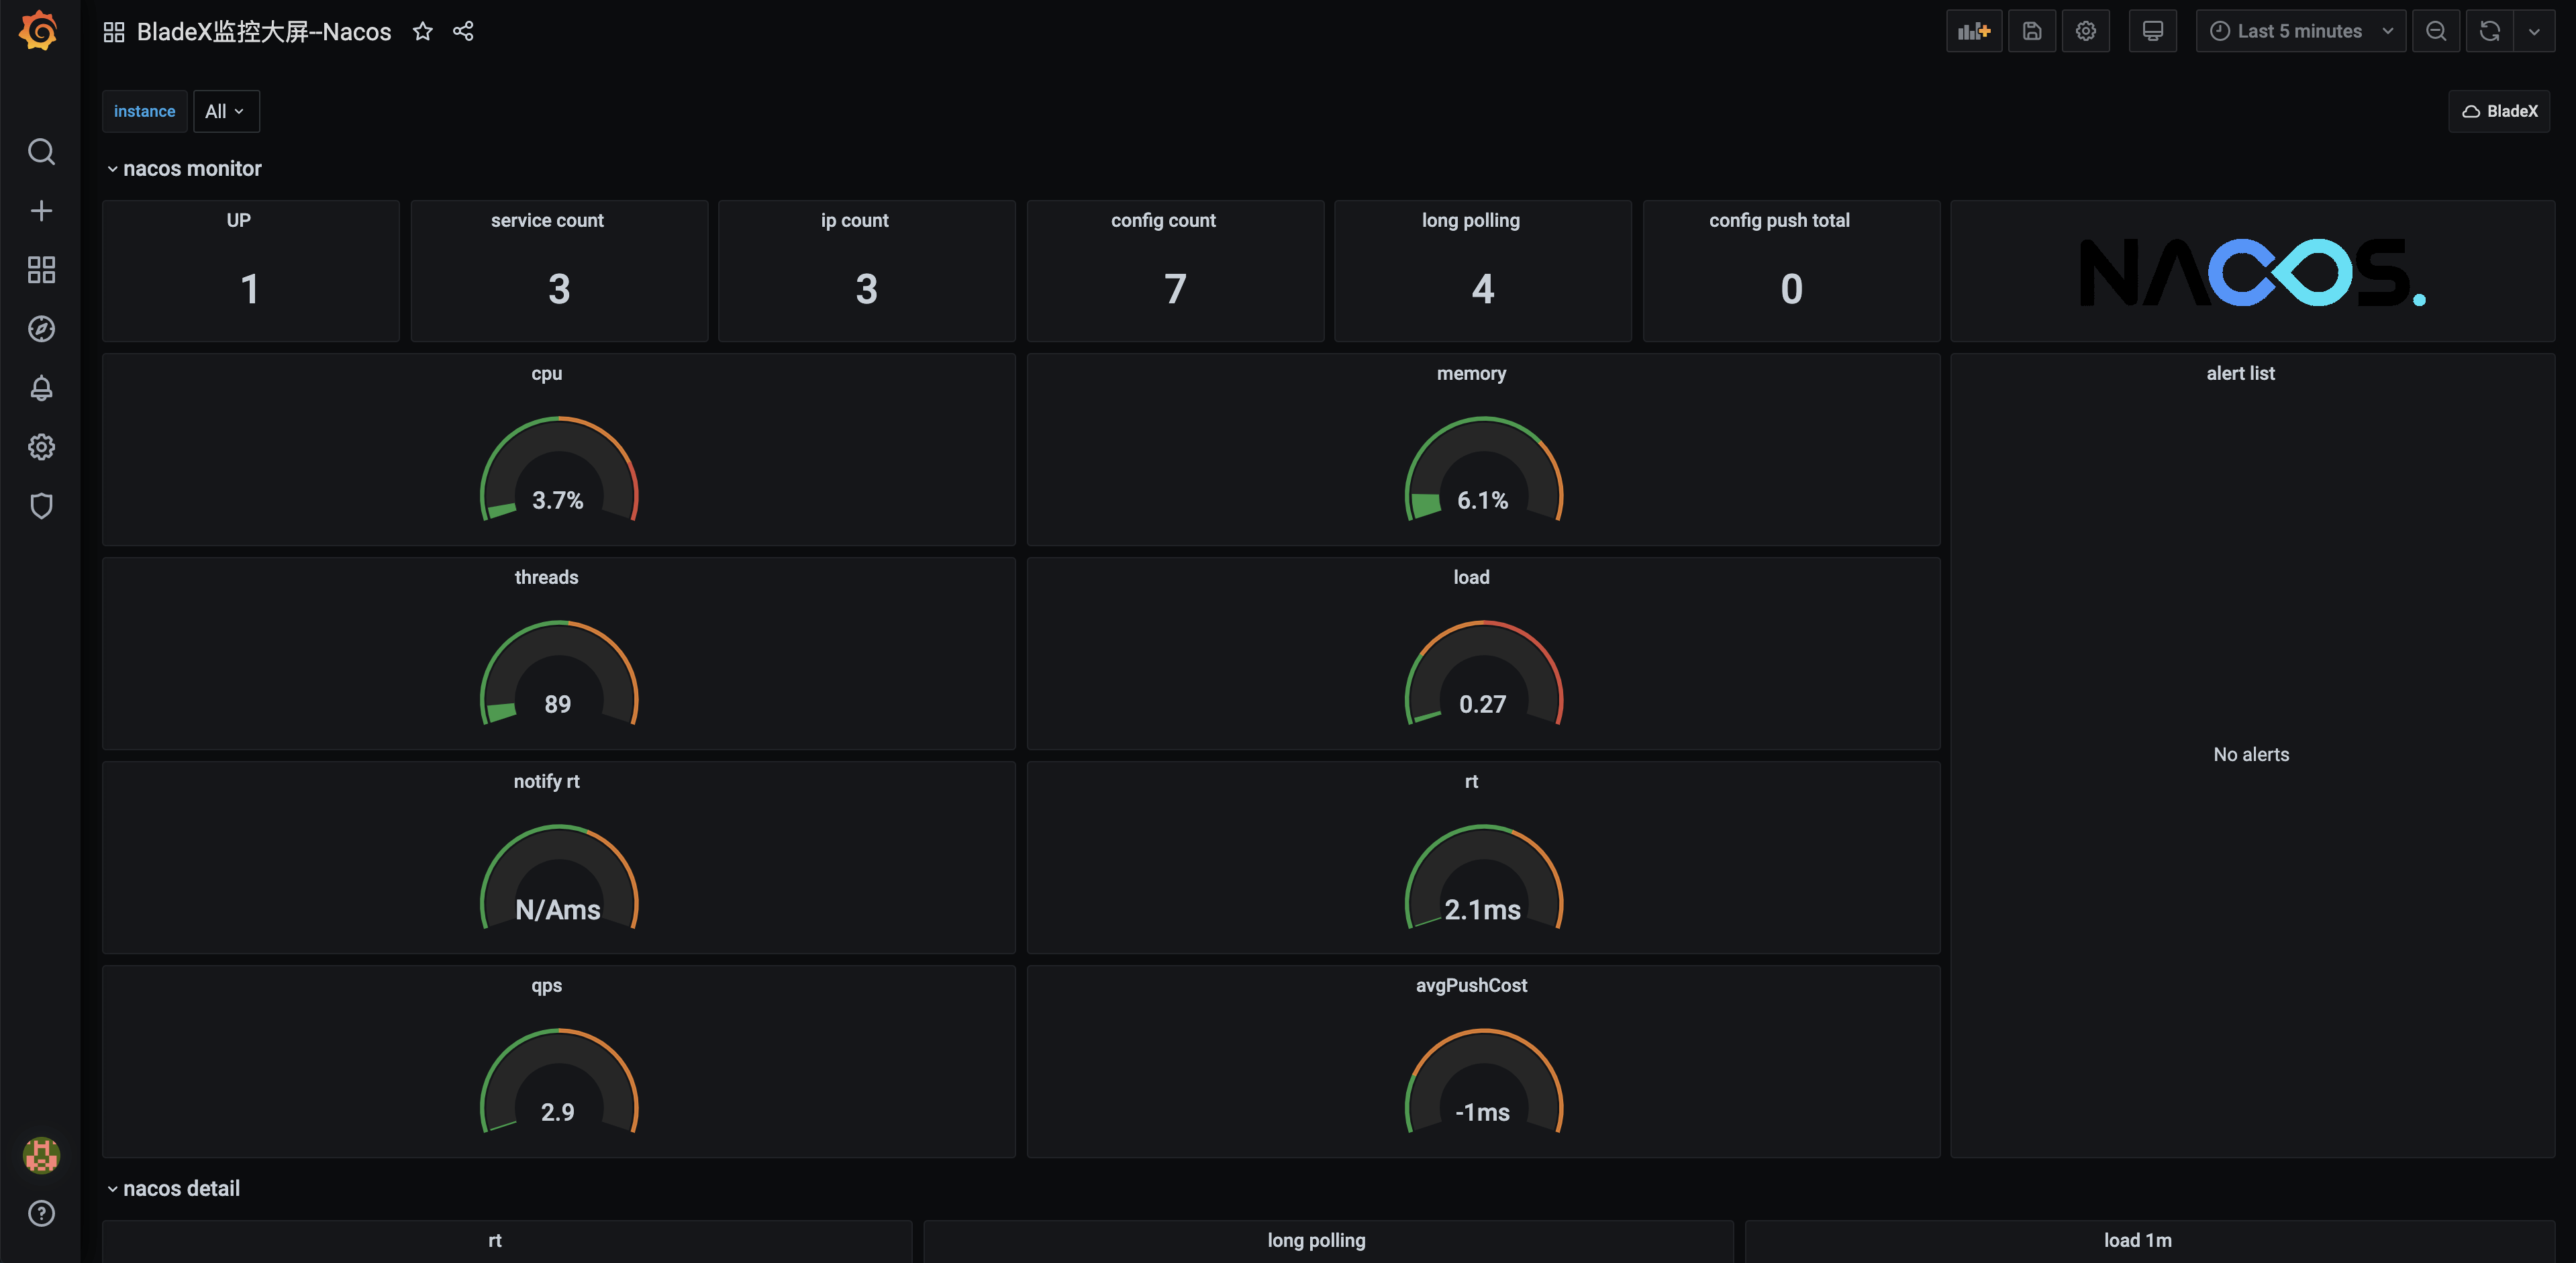 BladeX监控大屏--Nacos
Last 5 minutes
instance
All
BladeX
nacos monitor
UP
1
service count
3
ip count
3
config count
7
long polling
4
config push total
0
NACOS.
cpu
3.7%
memory
6.1%
alert list
No alerts
threads
89
load
0.27
notify rt
N/Ams
rt
2.1ms
qps
2.9
avgPushCost
-1ms
nacos detail
rt
long polling
load 1m